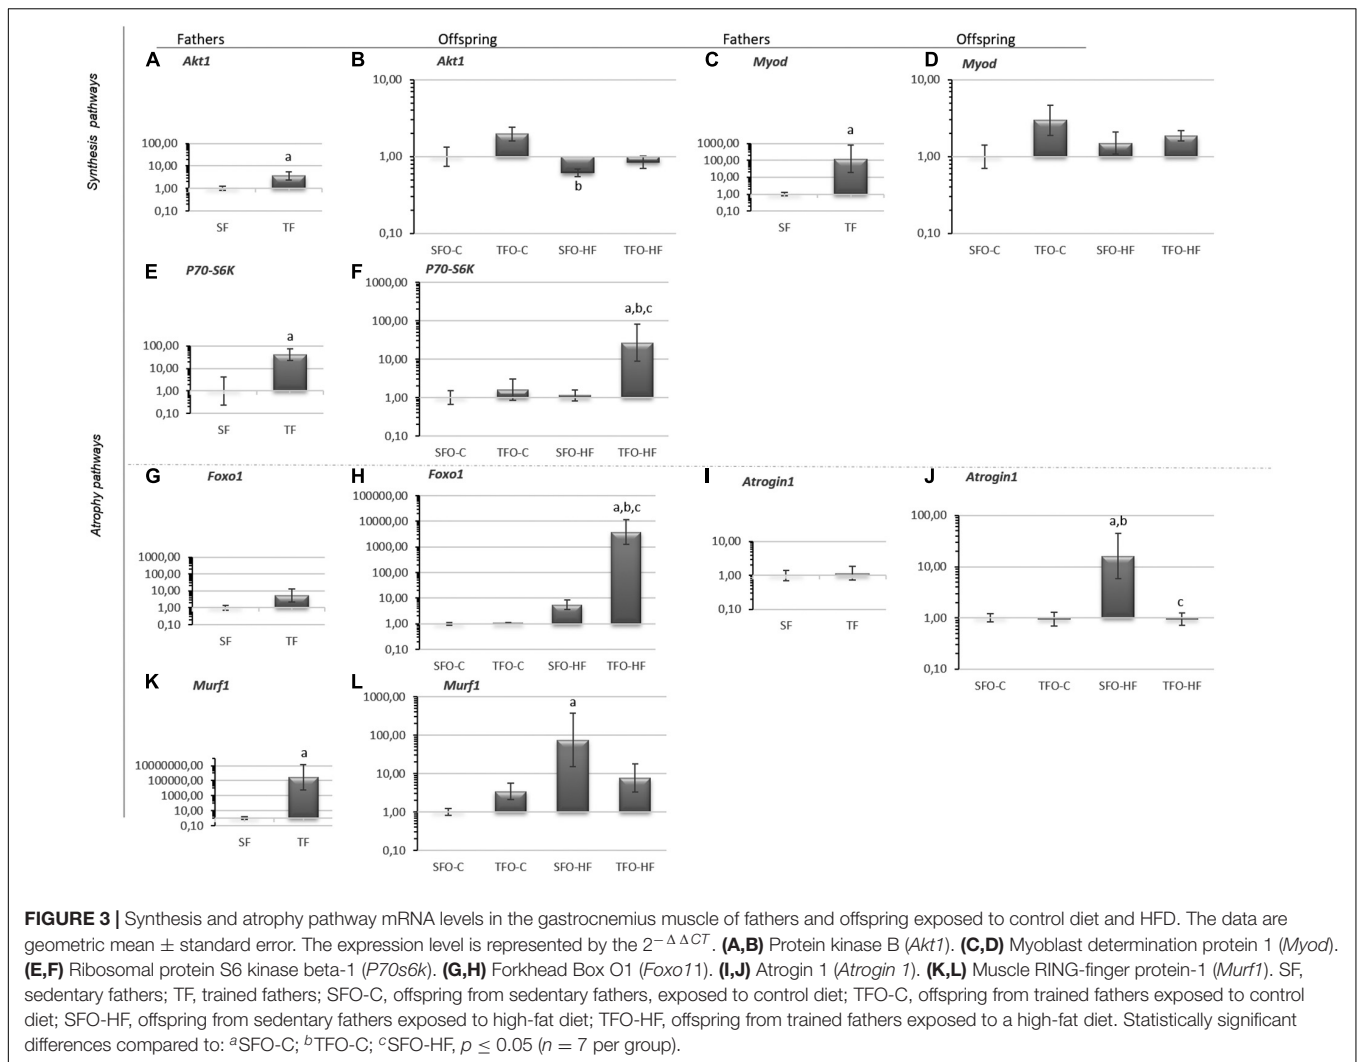 Fathers Offspring Fathers Offspring
Synthesis pathways
Atrophy pathways
A Akt1
100,00
10,00
1,00
0,10
SF TF
a
B Akt1
10,00
1,00
0,10
SFO-C TFO-C SFO-HF TFO-HF
b
C Myod
1000,00
100,00
10,00
1,00
0,10
SF TF
a
D Myod
10,00
1,00
0,10
SFO-C TFO-C SFO-HF TFO-HF
E P70-S6K
100,00
10,00
1,00
0,10
SF TF
a
F P70-S6K
1000,00
100,00
10,00
1,00
0,10
SFO-C TFO-C SFO-HF TFO-HF
a,b,c
G Foxo1
1000,00
100,00
10,00
1,00
0,10
SF TF
H Foxo1
100000,00
10000,00
1000,00
100,00
10,00
1,00
0,10
SFO-C TFO-C SFO-HF TFO-HF
a,b,c
I Atrogin1
10,00
1,00
0,10
SF TF
J Atrogin1
100,00
10,00
1,00
0,10
SFO-C TFO-C SFO-HF TFO-HF
a,b
c
K Murf1
10000000,00
100000,00
1000,00
10,00
0,10
SF TF
a
L Murf1
1000,00
100,00
10,00
1,00
0,10
SFO-C TFO-C SFO-HF TFO-HF
a
FIGURE 3 | Synthesis and atrophy pathway mRNA levels in the gastrocnemius muscle of fathers and offspring exposed to control diet and HFD. The data are
geometric mean ± standard error. The expression level is represented by the 2^−ΔΔCT. (A,B) Protein kinase B (Akt1). (C,D) Myoblast determination protein 1 (Myod).
(E,F) Ribosomal protein S6 kinase beta-1 (P70s6k). (G,H) Forkhead Box O1 (Foxo11). (I,J) Atrogin 1 (Atrogin 1). (K,L) Muscle RING-finger protein-1 (Murf1). SF,
sedentary fathers; TF, trained fathers; SFO-C, offspring from sedentary fathers, exposed to control diet; TFO-C, offspring from trained fathers exposed to control
diet; SFO-HF, offspring from sedentary fathers exposed to high-fat diet; TFO-HF, offspring from trained fathers exposed to a high-fat diet. Statistically significant
differences compared to: ᵃSFO-C; ᵇTFO-C; ᶜSFO-HF, p ≤ 0.05 (n = 7 per group).